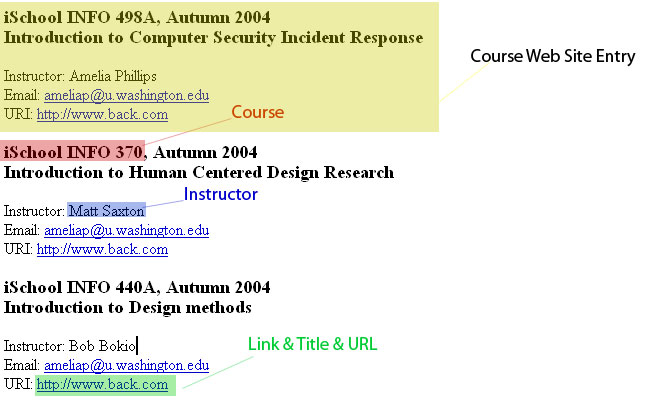 iSchool INFO 498A, Autumn 2004
Introduction to Computer Security Incident Response
Course Web Site Entry
Instructor: Amelia Phillips
Email: ameliap@u.washington.edu
URI: http://www.back.com
Course
iSchool INFO 370, Autumn 2004
Introduction to Human Centered Design Research
Instructor
Instructor: Matt Saxton
Email: ameliap@u.washington.edu
URI: http://www.back.com
iSchool INFO 440A, Autumn 2004
Introduction to Design methods
Instructor: Bob Bokio
Link & Title & URL
Email: ameliap@u.washington.edu
URI: http://www.back.com